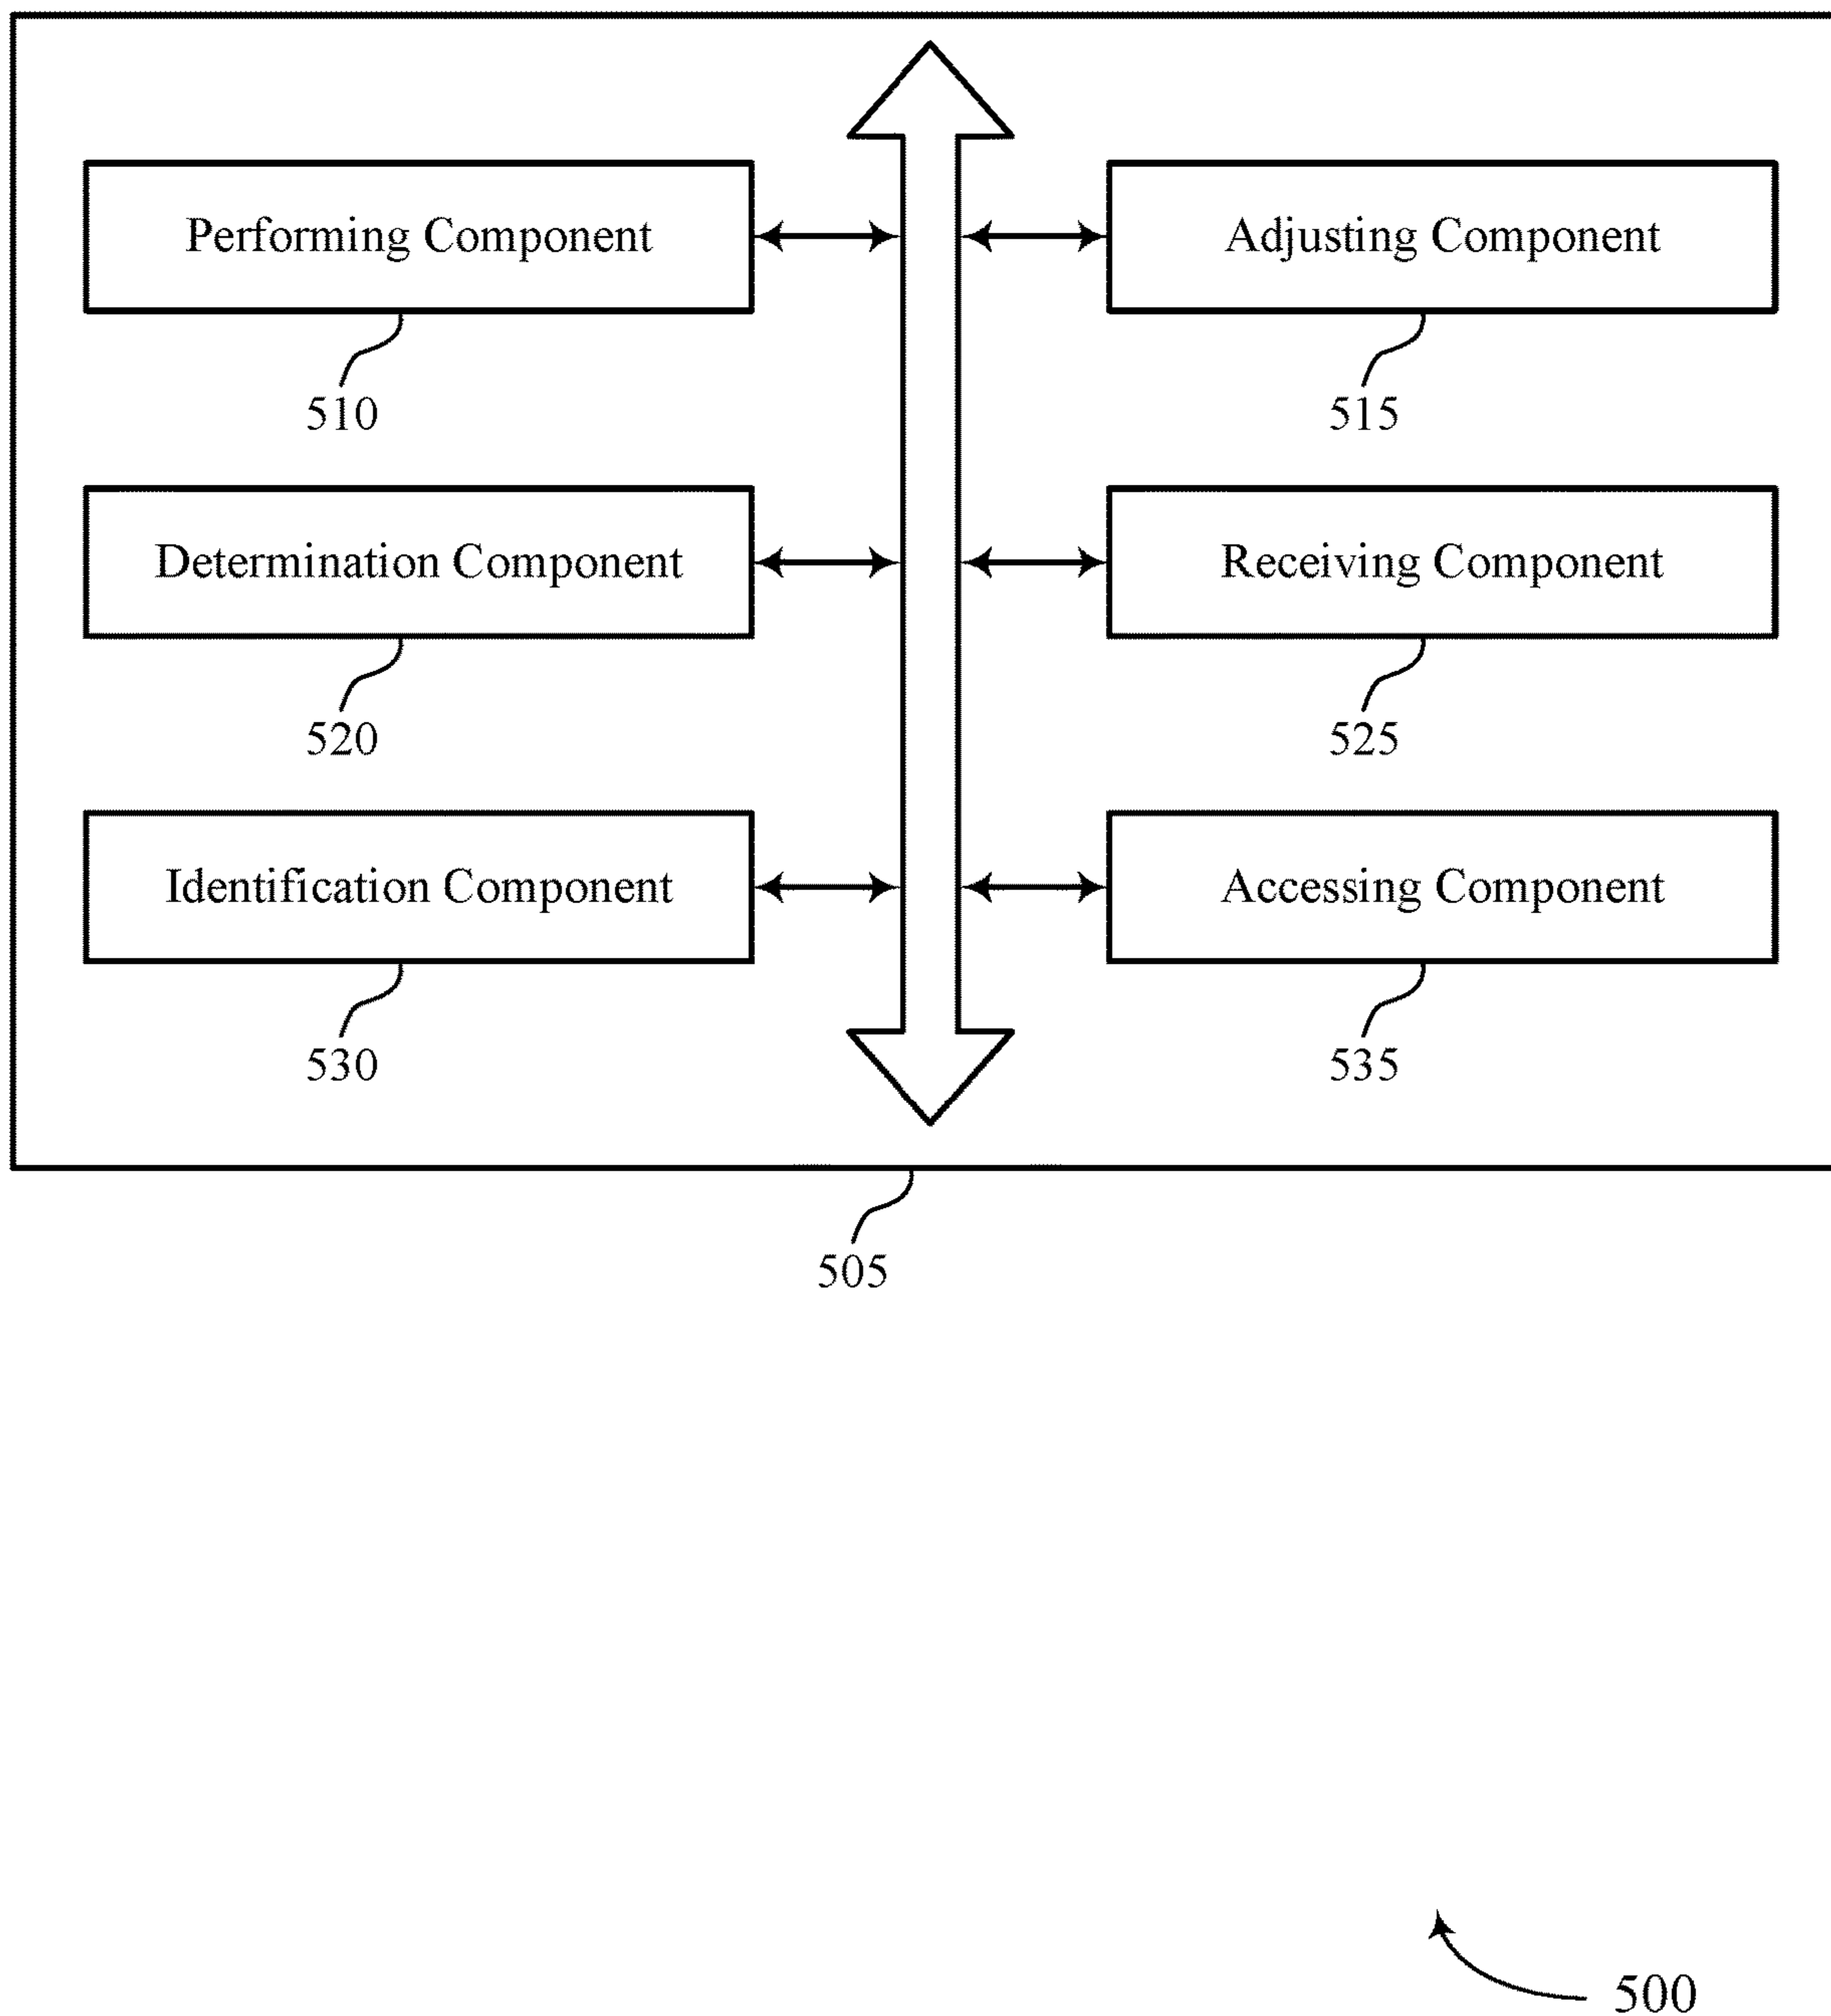 Performing Component
Adjusting Component
510
515
Determination Component
Receiving Component
520
525
Identification Component
Accessing Component
530
535
505
500